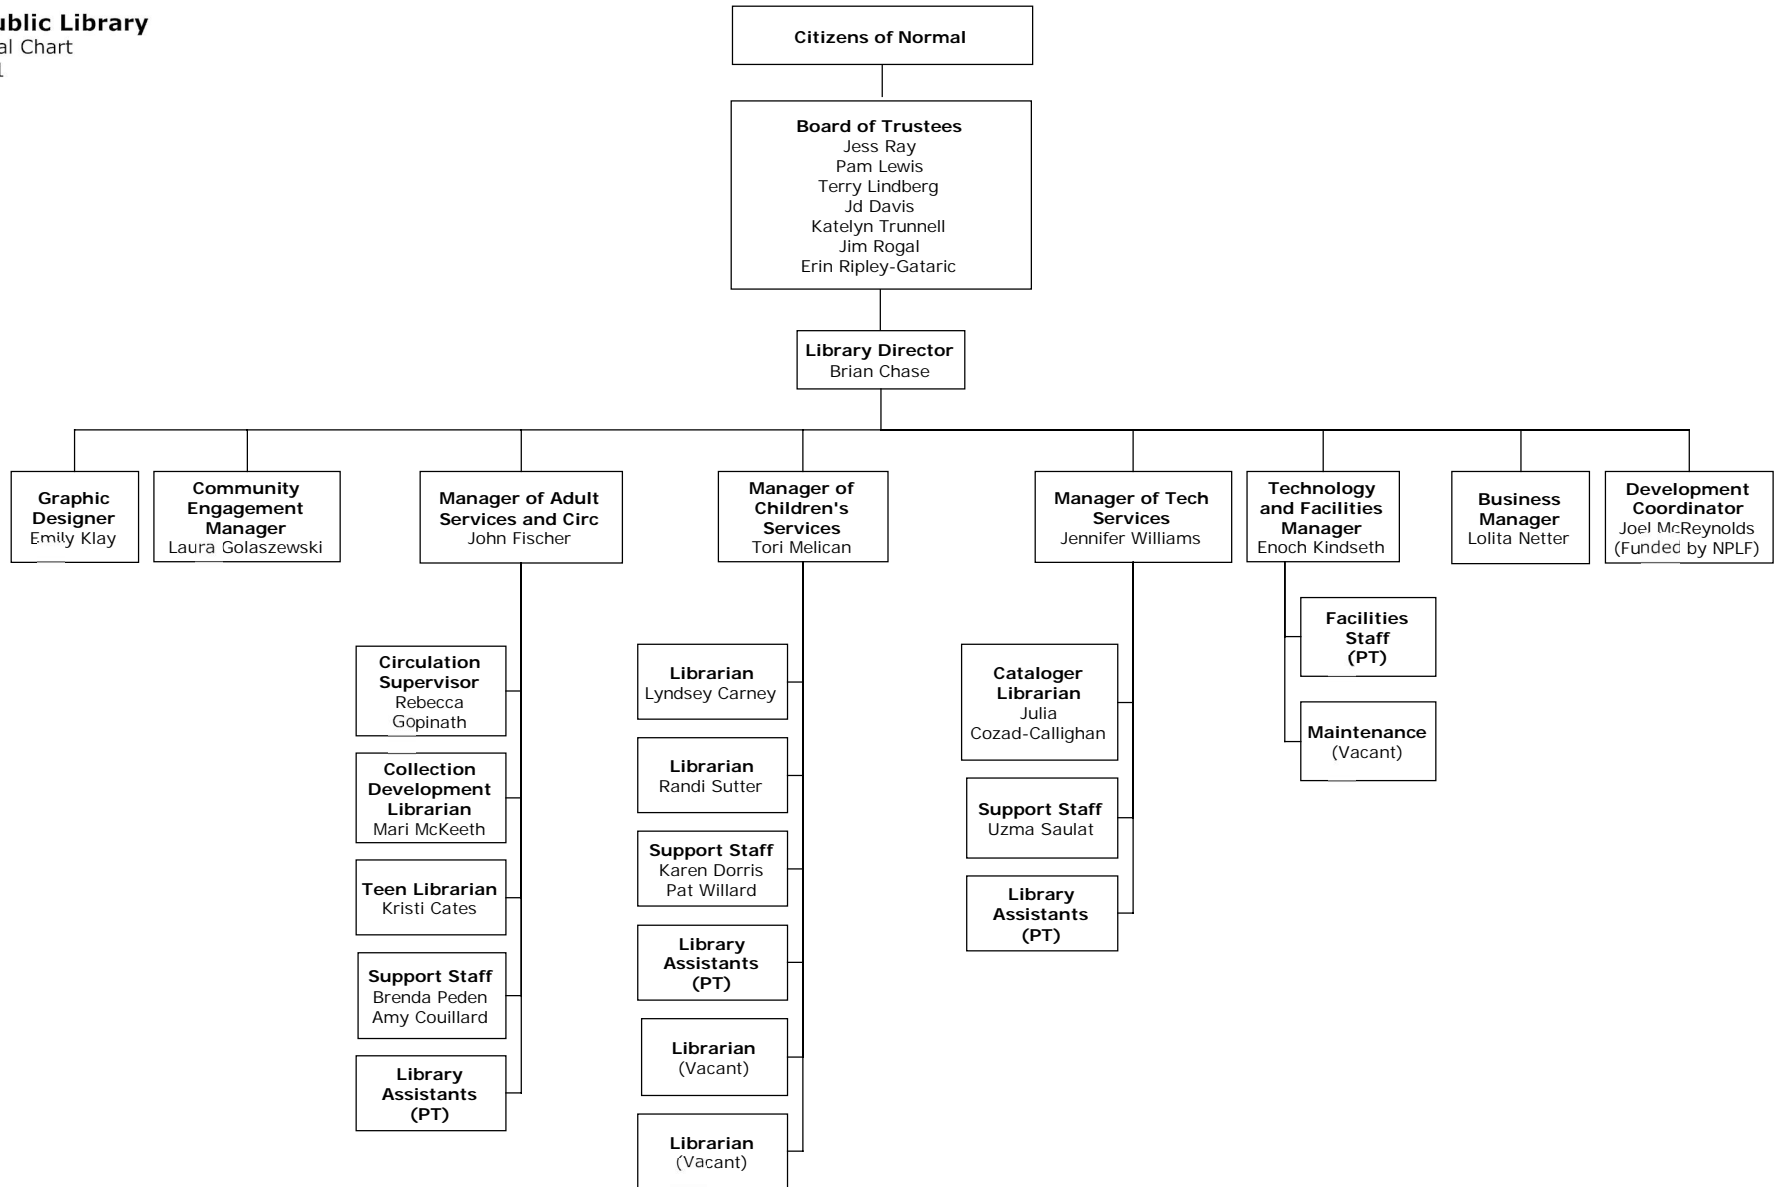 Public Library
al Chart
1
Citizens of Normal
Board of Trustees
Jess Ray
Pam Lewis
Terry Lindberg
Jd Davis
Katelyn Trunnell
Jim Rogal
Erin Ripley-Gataric
Library Director
Brian Chase
Graphic
Designer
Emily Klay
Community
Engagement
Manager
Laura Golaszewski
Manager of Adult
Services and Circ
John Fischer
Manager of
Children's
Services
Tori Melican
Manager of Tech
Services
Jennifer Williams
Technology
and Facilities
Manager
Enoch Kindseth
Business
Manager
Lolita Netter
Development
Coordinator
Joel McReynolds
(Funded by NPLF)
Circulation
Supervisor
Rebecca
Gopinath
Collection
Development
Librarian
Mari McKeeth
Teen Librarian
Kristi Cates
Support Staff
Brenda Peden
Amy Couillard
Library
Assistants
(PT)
Librarian
Lyndsey Carney
Librarian
Randi Sutter
Support Staff
Karen Dorris
Pat Willard
Library
Assistants
(PT)
Librarian
(Vacant)
Librarian
(Vacant)
Cataloger
Librarian
Julia
Cozad-Callighan
Support Staff
Uzma Saulat
Library
Assistants
(PT)
Facilities
Staff
(PT)
Maintenance
(Vacant)